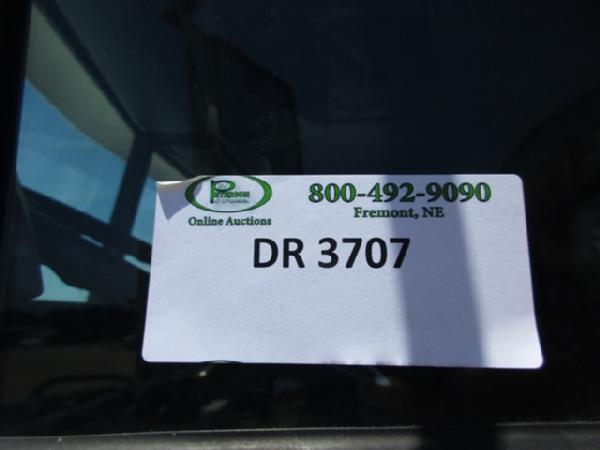 800-492-9090
Online Auctions
Fremont, NE
DR 3707